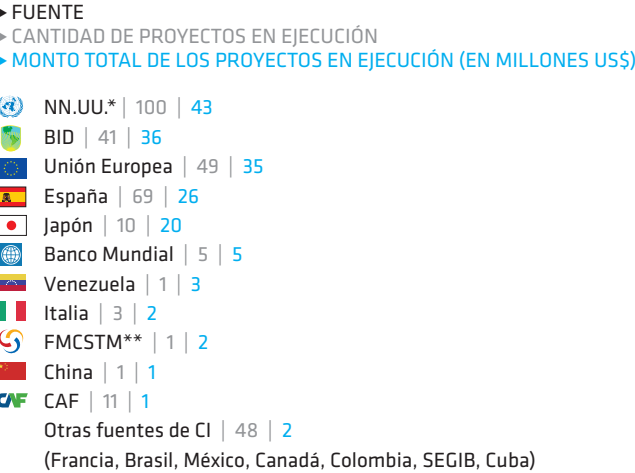 ▸ FUENTE
▸ CANTIDAD DE PROYECTOS EN EJECUCIÓN
▸ MONTO TOTAL DE LOS PROYECTOS EN EJECUCIÓN (EN MILLONES US$)
NN.UU.* | 100 | 43
BID | 41 | 36
Unión Europea | 49 | 35
España | 69 | 26
Japón | 10 | 20
Banco Mundial | 5 | 5
Venezuela | 1 | 3
Italia | 3 | 2
FMCSTM** | 1 | 2
China | 1 | 1
CAF CAF | 11 | 1
Otras fuentes de CI | 48 | 2
(Francia, Brasil, México, Canadá, Colombia, SEGIB, Cuba)